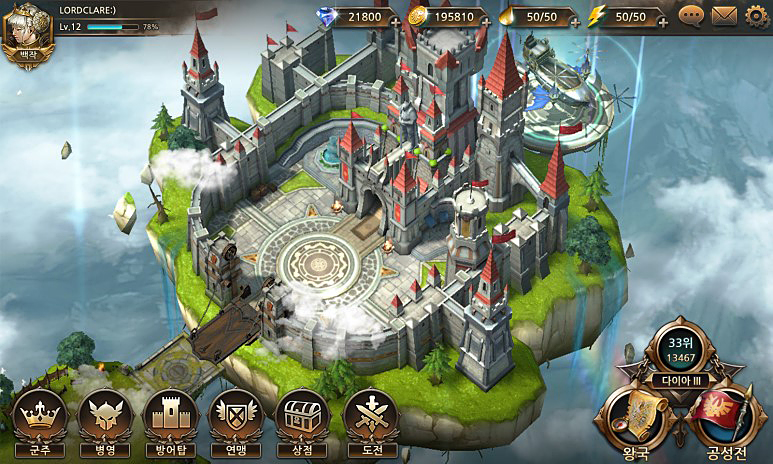 LORDCLARE:)
Lv.12
78%
백작
21800
195810
50/50
50/50
33위
13467
다이아 III
군주
병영
방어탑
연맹
상점
도전
왕국
공성전